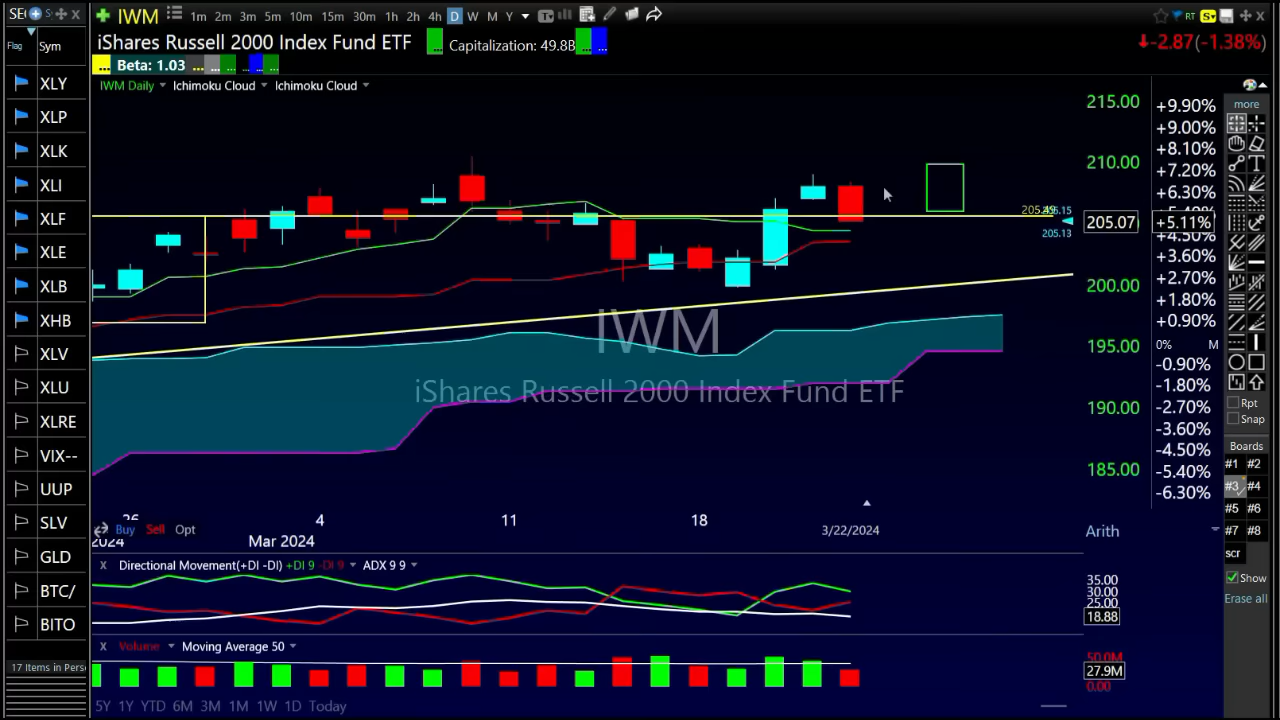 SE
IWM 1m 2m 3m 5m 10m 15m 30m 1h 2h 4h D W M Y
RT S
Flag Sym
iShares Russell 2000 Index Fund ETF
Capitalization: 49.8B
-2.87(-1.38%)
Beta: 1.03
IWM Daily Ichimoku Cloud Ichimoku Cloud
XLY
XLP
XLK
XLI
XLF
XLE
XLB
XHB
XLV
XLU
XLRE
VIX--
UUP
SLV
GLD
BTC/
BITO
17 Items in Pers
215.00
210.00
205.15
205.07
205.13
200.00
195.00
190.00
185.00
+9.90%
+9.00%
+8.10%
+7.20%
+6.30%
+5.11%
+4.50%
+3.60%
+2.70%
+1.80%
+0.90%
0% M
-0.90%
-1.80%
-2.70%
-3.60%
-4.50%
-5.40%
-6.30%
IWM
iShares Russell 2000 Index Fund ETF
26 4 11 18 3/22/2024
2024 Mar 2024
Buy Sell Opt
Arith
X Directional Movement(+DI -DI) +DI 9 -DI 9 ADX 9 9
35.00
30.00
25.00
18.88
X Volume Moving Average 50
50.0M
27.9M
0.00
5Y 1Y YTD 6M 3M 1M 1W 1D Today
more
Rpt
Snap
Boards
#1 #2
#3 #4
#5 #6
#7 #8
scr
Show
Erase all